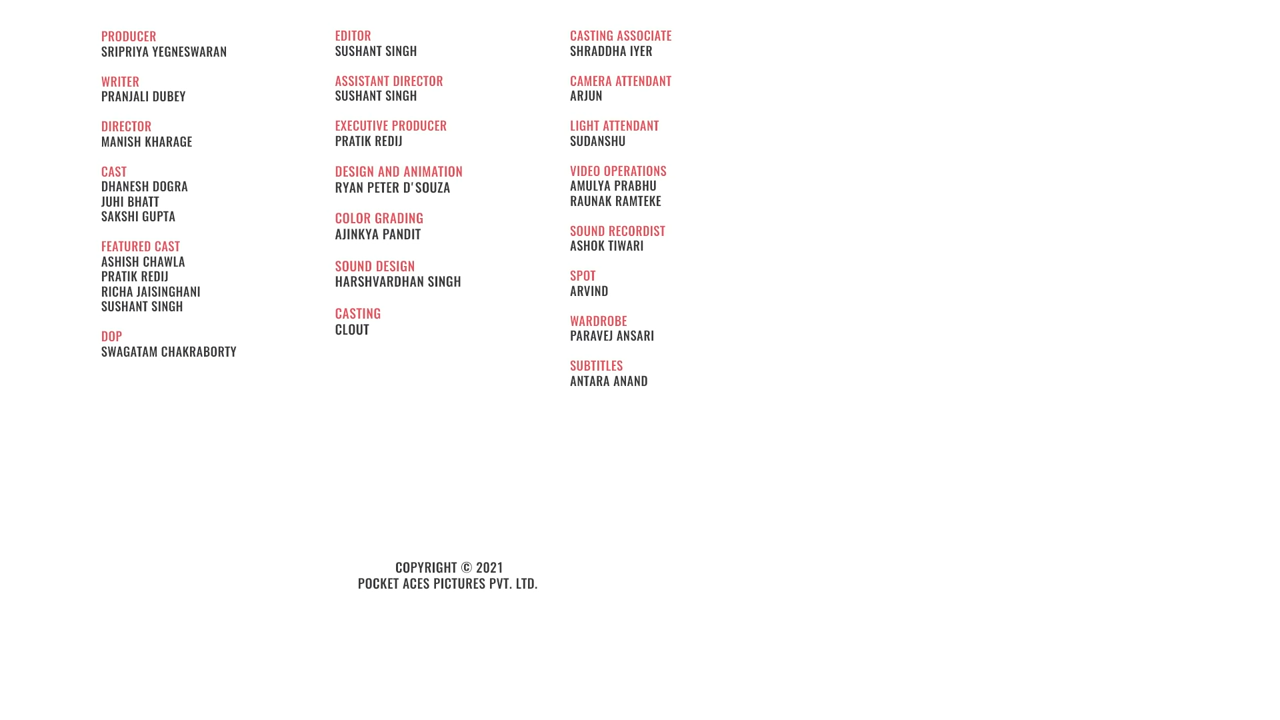 PRODUCER
SRIPRIYA YEGNESWARAN
WRITER
PRANJALI DUBEY
DIRECTOR
MANISH KHARAGE
CAST
DHANESH DOGRA
JUHI BHATT
SAKSHI GUPTA
FEATURED CAST
ASHISH CHAWLA
PRATIK REDIJ
RICHA JAISINGHANI
SUSHANT SINGH
DOP
SWAGATAM CHAKRABORTY
EDITOR
SUSHANT SINGH
ASSISTANT DIRECTOR
SUSHANT SINGH
EXECUTIVE PRODUCER
PRATIK REDIJ
DESIGN AND ANIMATION
RYAN PETER D'SOUZA
COLOR GRADING
AJINKYA PANDIT
SOUND DESIGN
HARSHVARDHAN SINGH
CASTING
CLOUT
CASTING ASSOCIATE
SHRADDHA IYER
CAMERA ATTENDANT
ARJUN
LIGHT ATTENDANT
SUDANSHU
VIDEO OPERATIONS
AMULYA PRABHU
RAUNAK RAMTEKE
SOUND RECORDIST
ASHOK TIWARI
SPOT
ARVIND
WARDROBE
PARAVEJ ANSARI
SUBTITLES
ANTARA ANAND
COPYRIGHT © 2021
POCKET ACES PICTURES PVT. LTD.